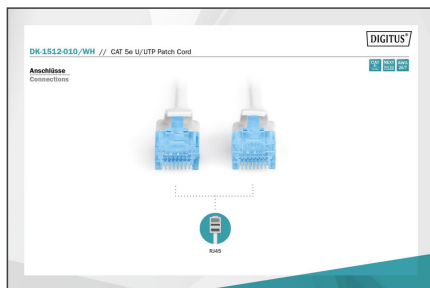 DIGITUS®
DK-1512-010/WH // CAT 5e U/UTP Patch Cord
Anschlüsse
Connections
RJ45